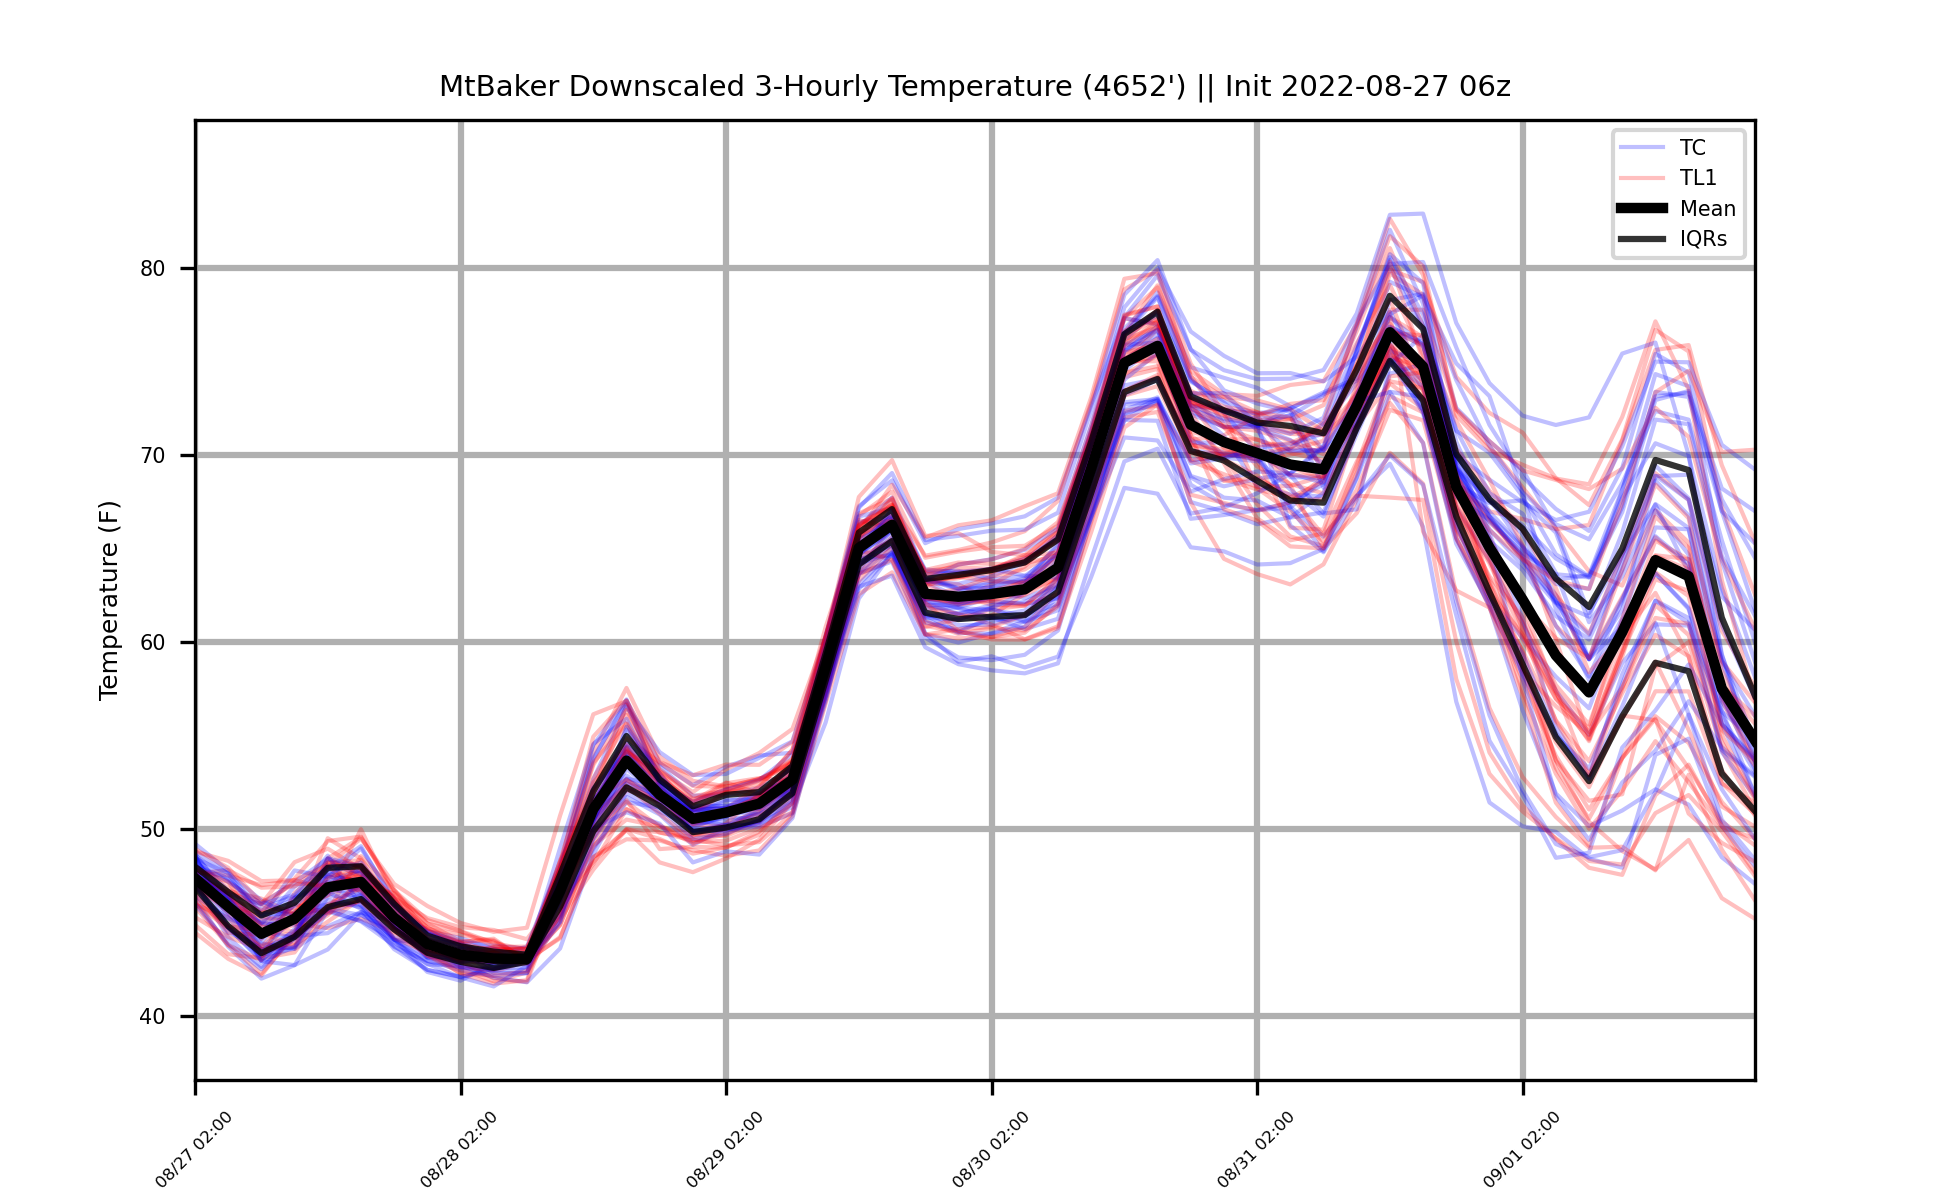 MtBaker Downscaled 3-Hourly Temperature (4652') || Init 2022-08-27 06z
TC
TL1
Mean
IQRs
Temperature (F)
80
70
60
50
40
08/27 02:00
08/28 02:00
08/29 02:00
08/30 02:00
08/31 02:00
09/01 02:00